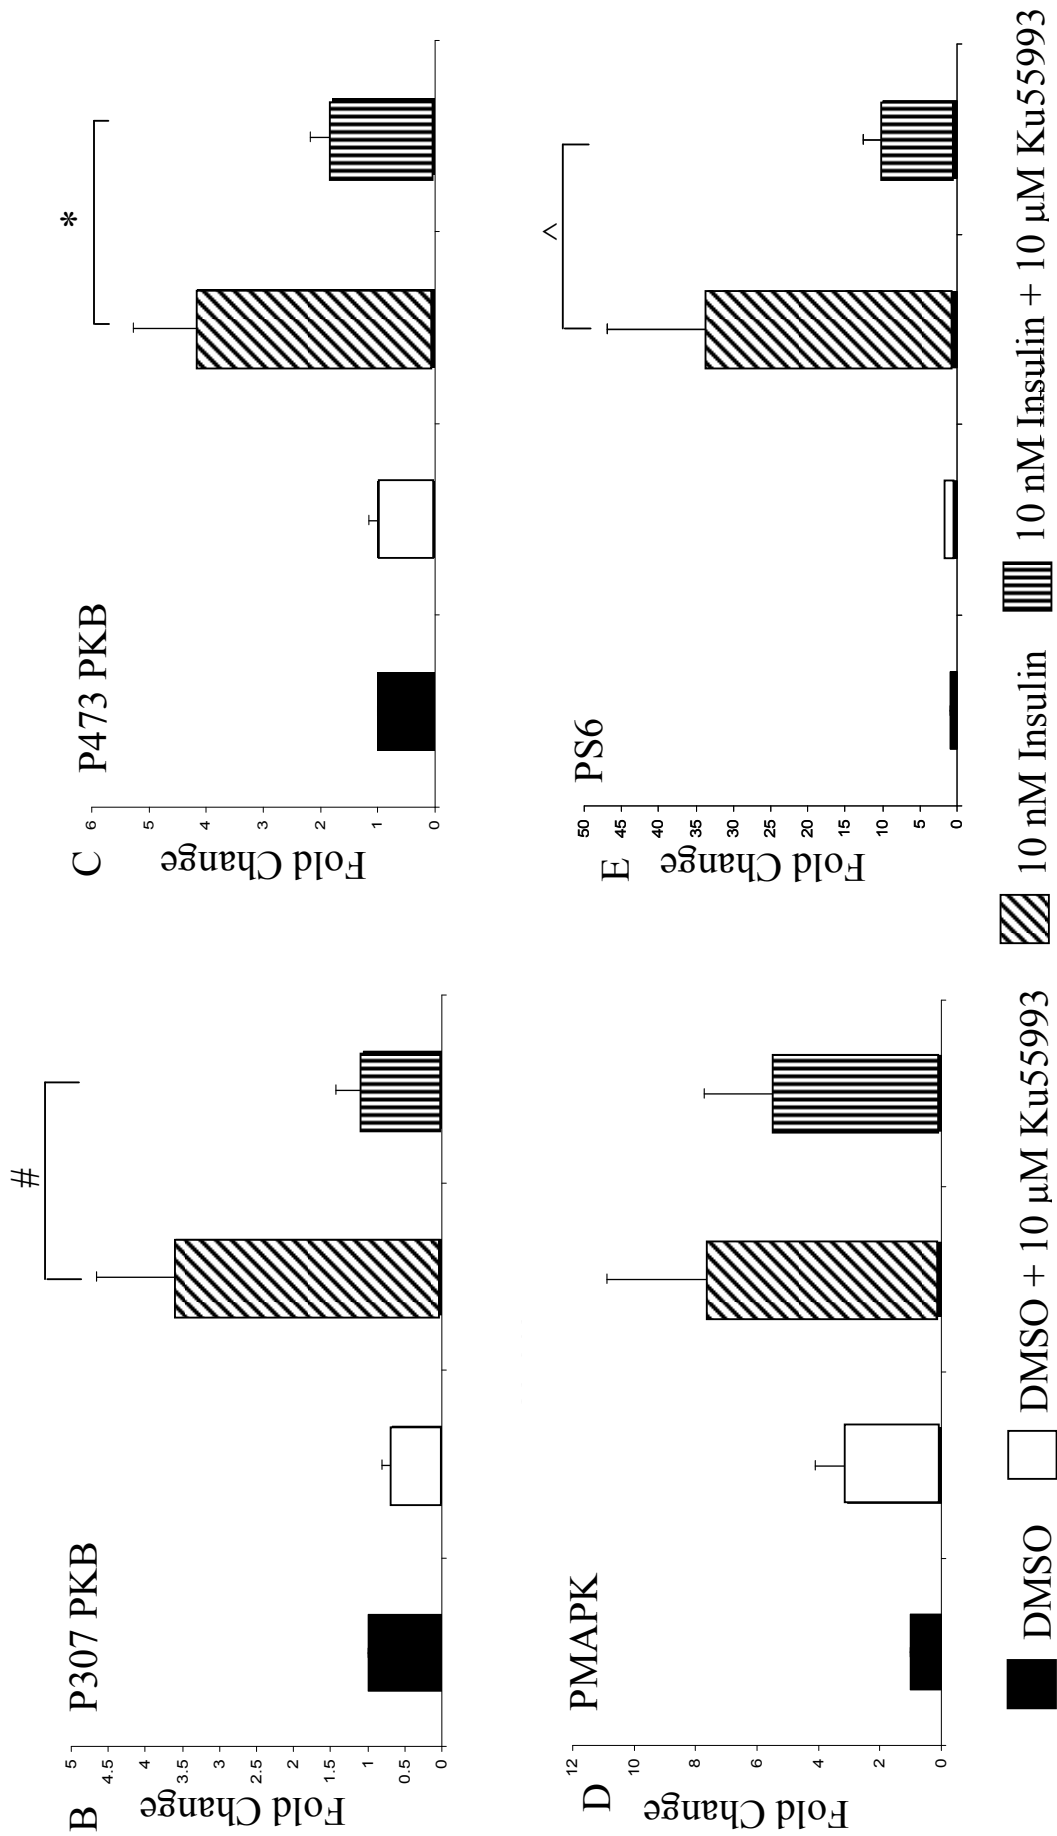 B
P307 PKB
#
Fold Change
5
4.5
3.5
3
2.5
2
1.5
1
0.5
0
C
P473 PKB
*
Fold Change
6
5
4
3
2
1
0
D
PMAPK
Fold Change
12
10
8
6
4
2
0
E
PS6
^
Fold Change
50
45
40
35
30
25
20
15
10
5
0
DMSO
DMSO + 10 µM Ku55993
10 nM Insulin
10 nM Insulin + 10 µM Ku55993